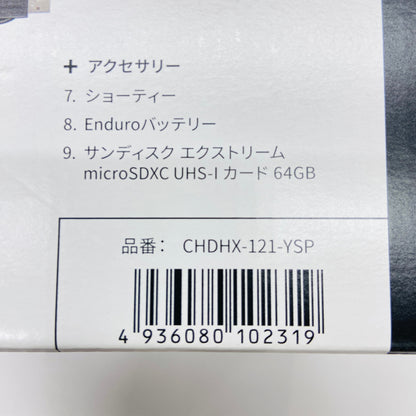 + アクセサリー
7. ショーティー
8. Enduroバッテリー
9. サンディスク エクストリーム
microSDXC UHS-I カード 64GB
品番： CHDHX-121-YSP
4 936080 102319